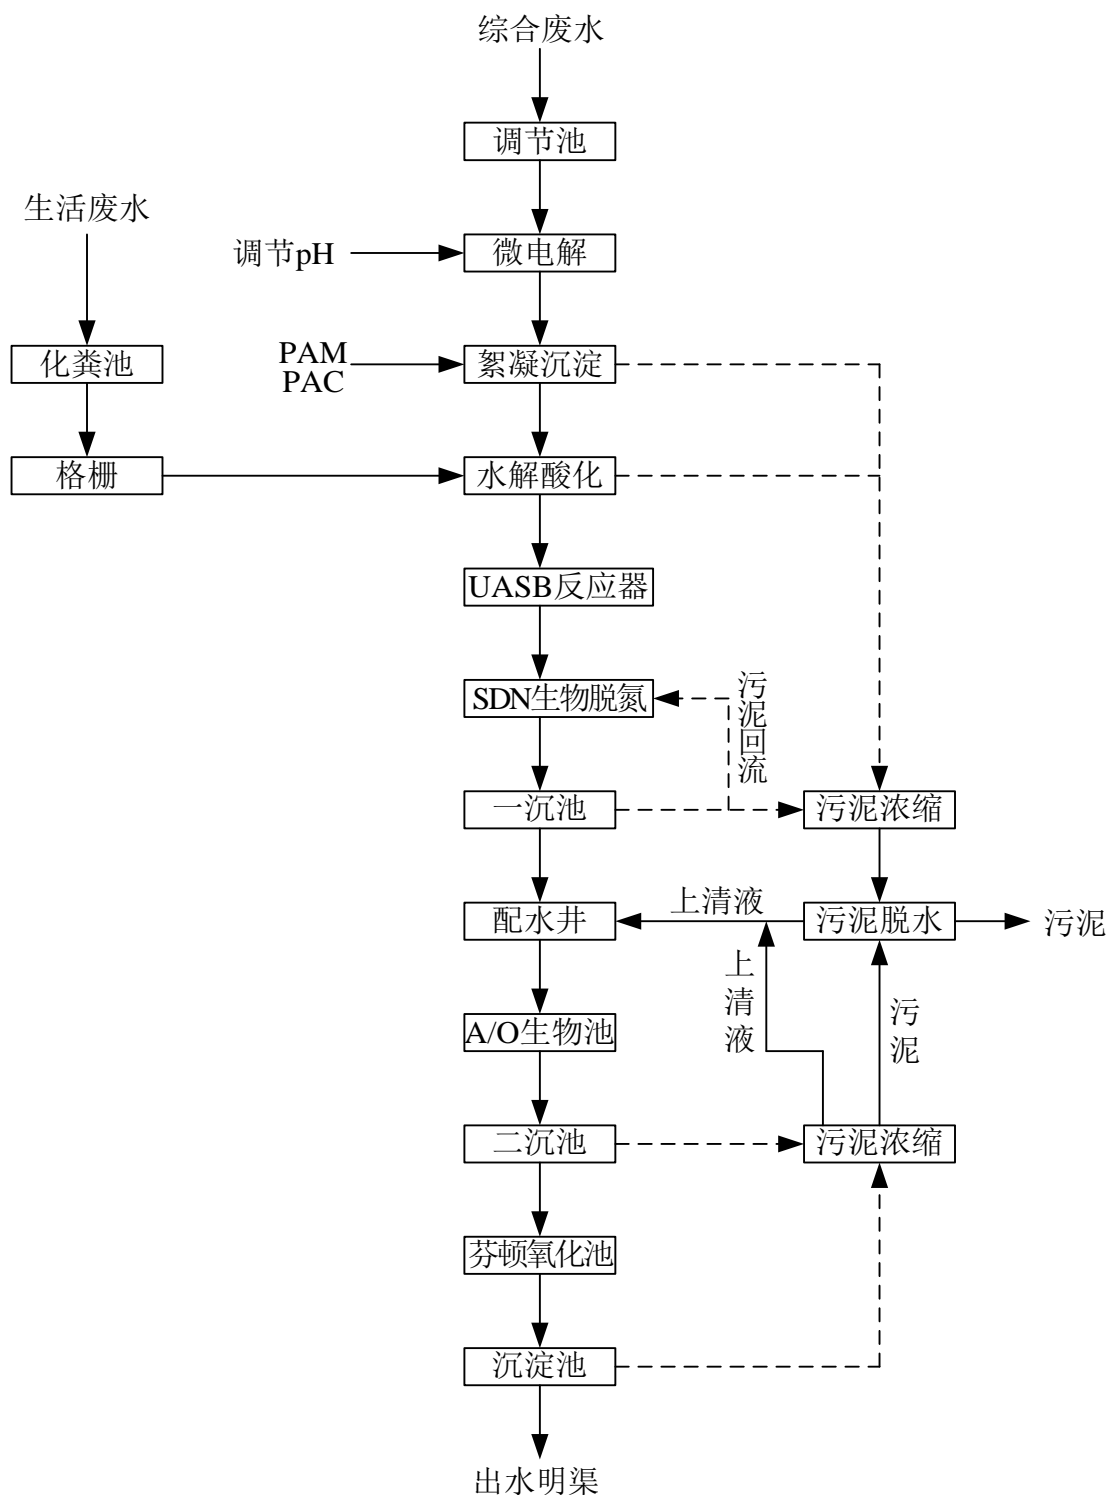 综合废水
调节池
生活废水
调节pH
微电解
化粪池
PAM
PAC
絮凝沉淀
格栅
水解酸化
UASB反应器
SDN生物脱氮
污泥回流
一沉池
污泥浓缩
配水井
上清液
污泥脱水
污泥
上清液
污泥
A/O生物池
二沉池
污泥浓缩
芬顿氧化池
沉淀池
出水明渠